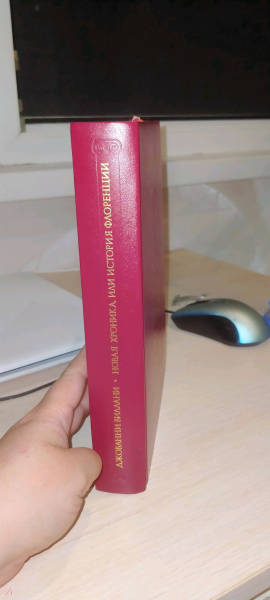 ДЖОВАННИ ВИЛЛАНИ · НОВАЯ ХРОНИКА, ИЛИ ИСТОРИЯ ФЛОРЕНЦИИ